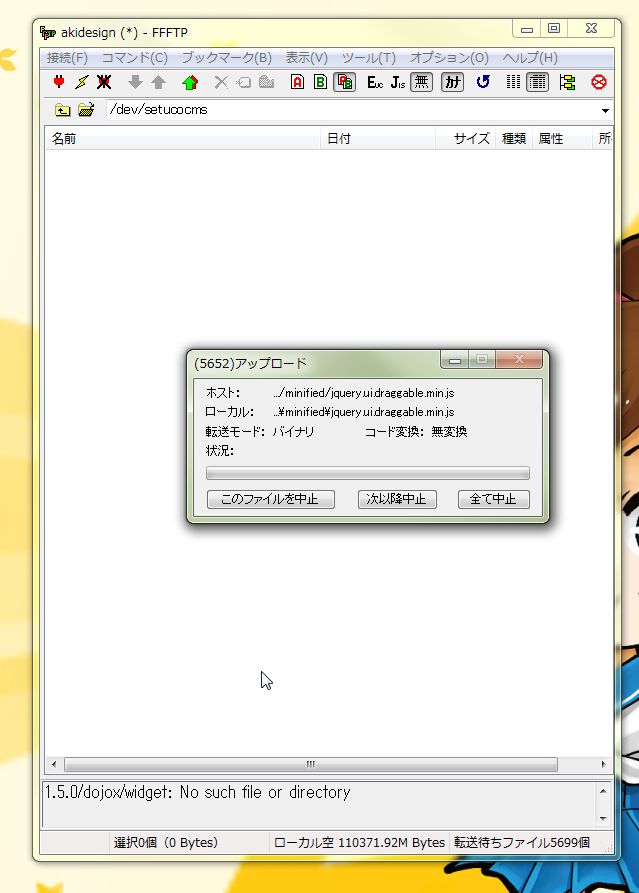 akidesign (*) - FFFTP
接続(F) コマンド(C) ブックマーク(B) 表示(V) ツール(T) オプション(O) ヘルプ(H)
A B Euc JIS 無 カナ
/dev/setucocms
名前 日付 サイズ 種類 属性 所
(5652)アップロード
ホスト: ../minified/jquery.ui.draggable.min.js
ローカル: ..¥minified¥jquery.ui.draggable.min.js
転送モード: バイナリ コード変換: 無変換
状況:
このファイルを中止 次以降中止 全て中止
1.5.0/dojox/widget: No such file or directory
選択0個（0 Bytes） ローカル空 110371.92M Bytes 転送待ちファイル5699個